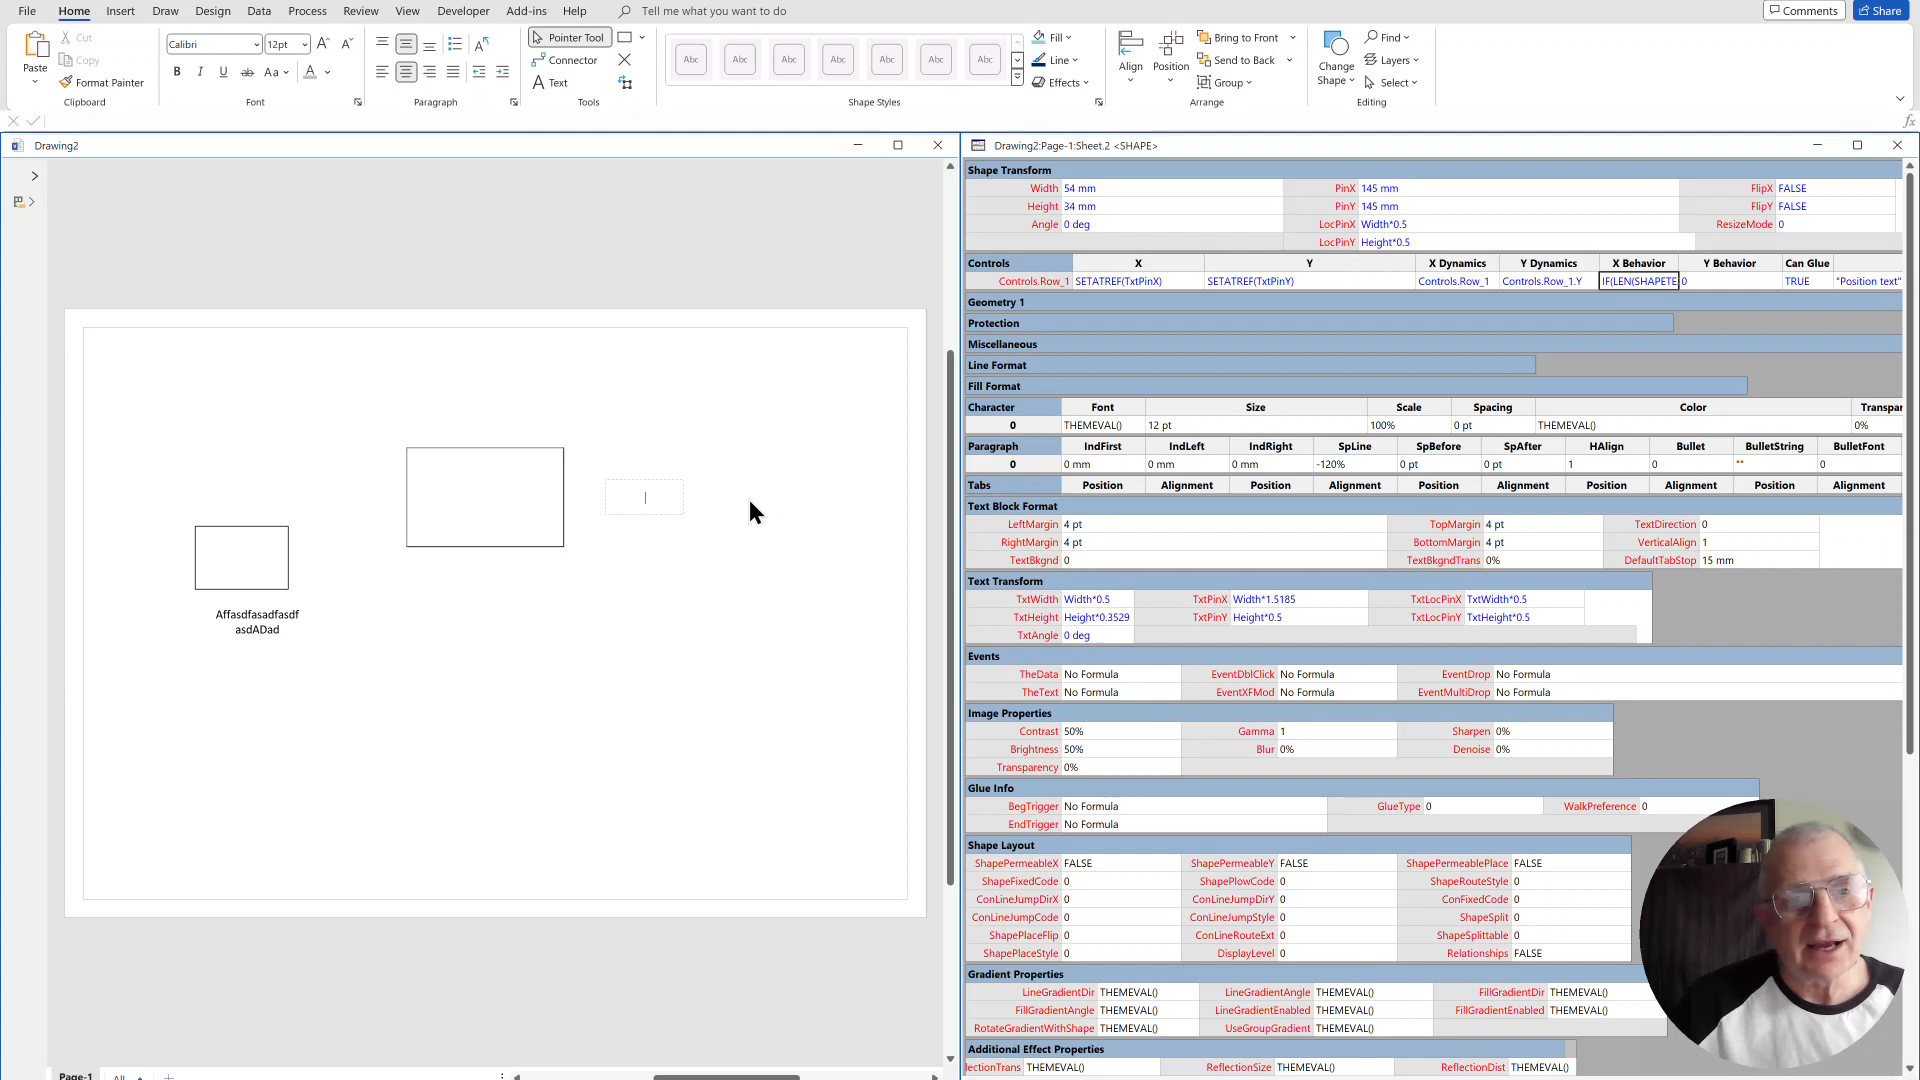 File Home Insert Draw Design Data Process Review View Developer Add-ins Help Tell me what you want to do Comments Share
Paste Cut Copy Format Painter Clipboard
Calibri 12pt B I U ab Aa A Font
Paragraph
Pointer Tool Connector Text Tools
Abc Abc Abc Abc Abc Abc Abc Shape Styles
Fill Line Effects
Align Position Bring to Front Send to Back Group Arrange
Change Shape Find Layers Select Editing
Drawing2
Affasdfasadfasdf
asdADad
Page-1 All
Drawing2:Page-1:Sheet.2 <SHAPE>
Shape Transform
Width 54 mm PinX 145 mm FlipX FALSE
Height 34 mm PinY 145 mm FlipY FALSE
Angle 0 deg LocPinX Width*0.5 ResizeMode 0
LocPinY Height*0.5
Controls X Y X Dynamics Y Dynamics X Behavior Y Behavior Can Glue
Controls.Row_1 SETATREF(TxtPinX) SETATREF(TxtPinY) Controls.Row_1 Controls.Row_1.Y IF(LEN(SHAPETE 0 TRUE "Position text"
Geometry 1
Protection
Miscellaneous
Line Format
Fill Format
Character Font Size Scale Spacing Color Transpar
0 THEMEVAL() 12 pt 100% 0 pt THEMEVAL() 0%
Paragraph IndFirst IndLeft IndRight SpLine SpBefore SpAfter HAlign Bullet BulletString BulletFont
0 0 mm 0 mm 0 mm -120% 0 pt 0 pt 1 0 "" 0
Tabs Position Alignment Position Alignment Position Alignment Position Alignment Position Alignment
Text Block Format
LeftMargin 4 pt TopMargin 4 pt TextDirection 0
RightMargin 4 pt BottomMargin 4 pt VerticalAlign 1
TextBkgnd 0 TextBkgndTrans 0% DefaultTabStop 15 mm
Text Transform
TxtWidth Width*0.5 TxtPinX Width*1.5185 TxtLocPinX TxtWidth*0.5
TxtHeight Height*0.3529 TxtPinY Height*0.5 TxtLocPinY TxtHeight*0.5
TxtAngle 0 deg
Events
TheData No Formula EventDblClick No Formula EventDrop No Formula
TheText No Formula EventXFMod No Formula EventMultiDrop No Formula
Image Properties
Contrast 50% Gamma 1 Sharpen 0%
Brightness 50% Blur 0% Denoise 0%
Transparency 0%
Glue Info
BegTrigger No Formula GlueType 0 WalkPreference 0
EndTrigger No Formula
Shape Layout
ShapePermeableX FALSE ShapePermeableY FALSE ShapePermeablePlace FALSE
ShapeFixedCode 0 ShapePlowCode 0 ShapeRouteStyle 0
ConLineJumpDirX 0 ConLineJumpDirY 0 ConFixedCode 0
ConLineJumpCode 0 ConLineJumpStyle 0 ShapeSplit 0
ShapePlaceFlip 0 ConLineRouteExt 0 ShapeSplittable 0
ShapePlaceStyle 0 DisplayLevel 0 Relationships FALSE
Gradient Properties
LineGradientDir THEMEVAL() LineGradientAngle THEMEVAL() FillGradientDir THEMEVAL()
FillGradientAngle THEMEVAL() LineGradientEnabled THEMEVAL() FillGradientEnabled THEMEVAL()
RotateGradientWithShape THEMEVAL() UseGroupGradient THEMEVAL()
Additional Effect Properties
lectionTrans THEMEVAL() ReflectionSize THEMEVAL() ReflectionDist THEMEVAL()